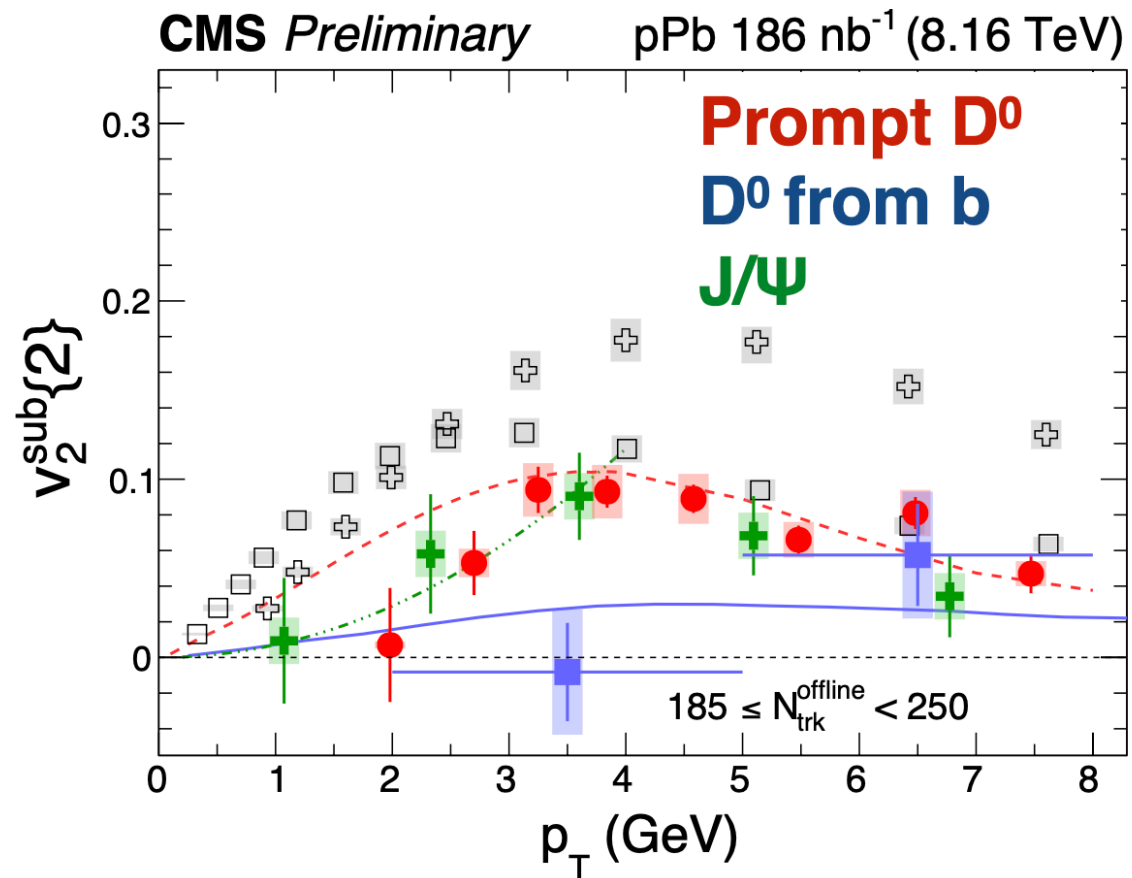 CMS Preliminary pPb 186 nb⁻¹ (8.16 TeV)
Prompt D⁰
D⁰ from b
J/Ψ
0.3
0.2
0.1
0
v₂ˢᵘᵇ{2}
185 ≤ Nₜᵣₖᵒᶠᶠˡⁱⁿᵉ < 250
0 1 2 3 4 5 6 7 8
p_T (GeV)